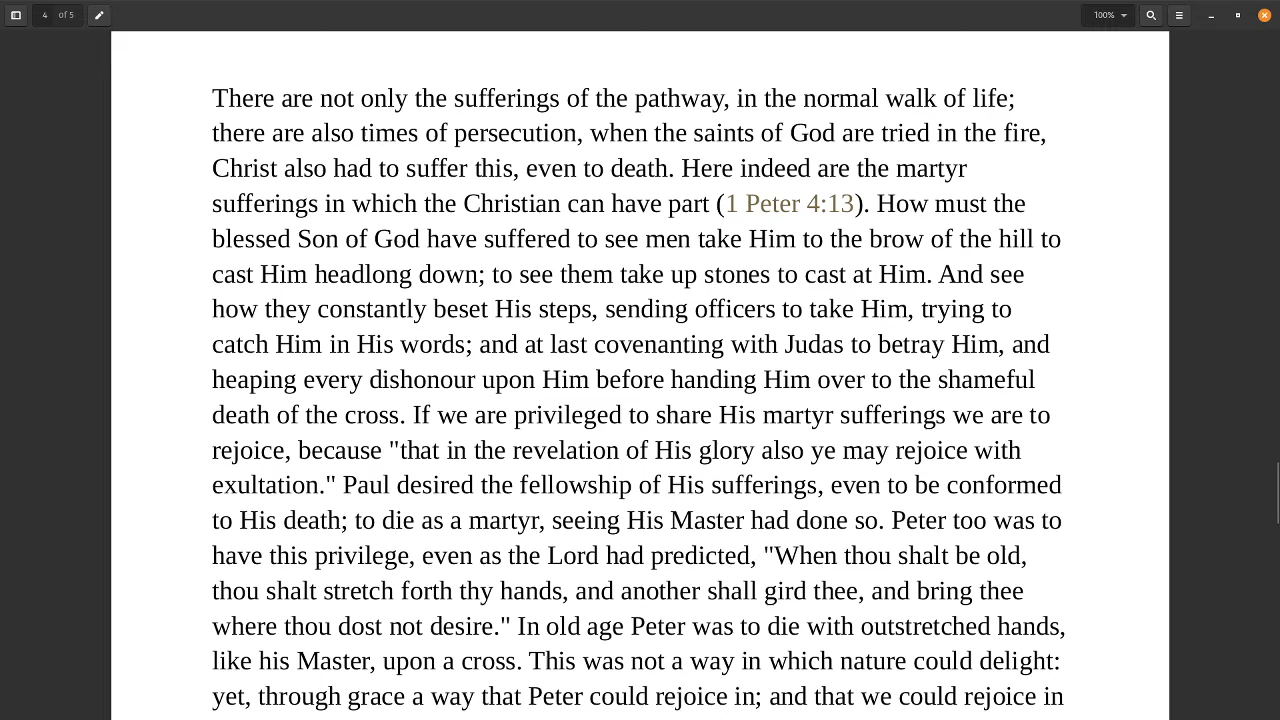 4 of 5
100%
There are not only the sufferings of the pathway, in the normal walk of life;
there are also times of persecution, when the saints of God are tried in the fire,
Christ also had to suffer this, even to death. Here indeed are the martyr
sufferings in which the Christian can have part (1 Peter 4:13). How must the
blessed Son of God have suffered to see men take Him to the brow of the hill to
cast Him headlong down; to see them take up stones to cast at Him. And see
how they constantly beset His steps, sending officers to take Him, trying to
catch Him in His words; and at last covenanting with Judas to betray Him, and
heaping every dishonour upon Him before handing Him over to the shameful
death of the cross. If we are privileged to share His martyr sufferings we are to
rejoice, because "that in the revelation of His glory also ye may rejoice with
exultation." Paul desired the fellowship of His sufferings, even to be conformed
to His death; to die as a martyr, seeing His Master had done so. Peter too was to
have this privilege, even as the Lord had predicted, "When thou shalt be old,
thou shalt stretch forth thy hands, and another shall gird thee, and bring thee
where thou dost not desire." In old age Peter was to die with outstretched hands,
like his Master, upon a cross. This was not a way in which nature could delight:
yet, through grace a way that Peter could rejoice in; and that we could rejoice in